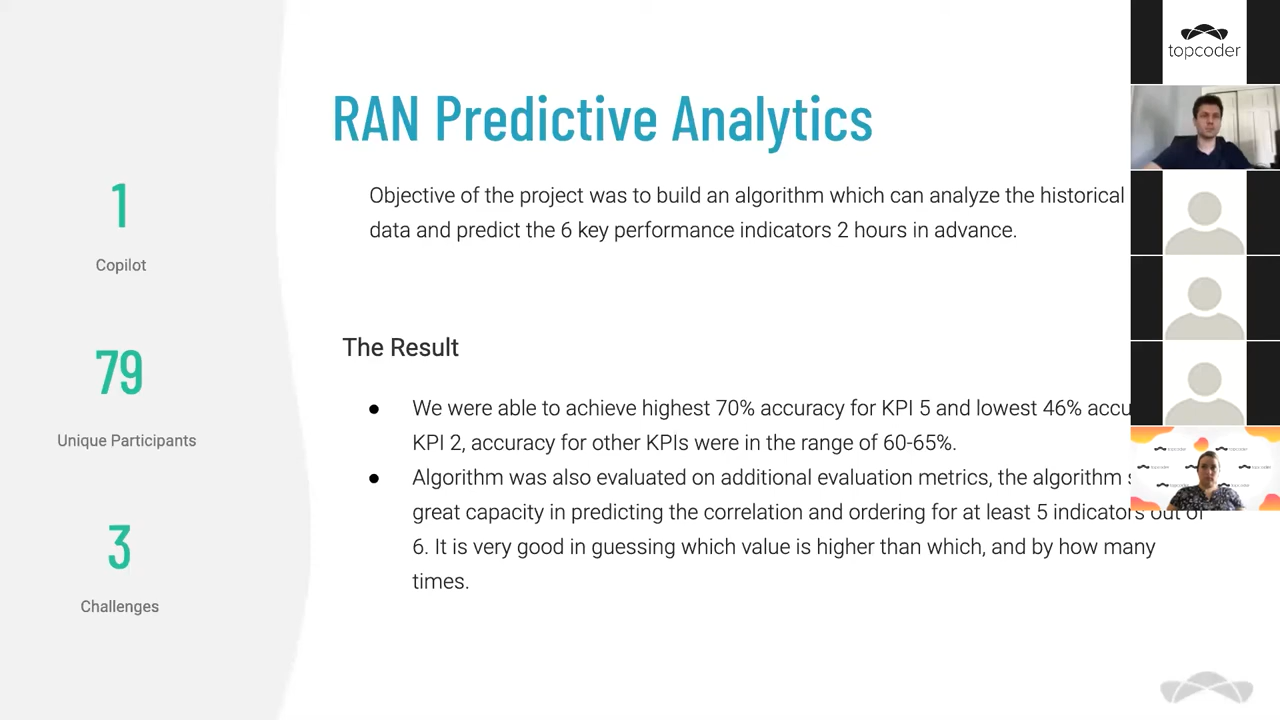 RAN Predictive Analytics
Objective of the project was to build an algorithm which can analyze the historical
data and predict the 6 key performance indicators 2 hours in advance.
1
Copilot
79
Unique Participants
3
Challenges
The Result
● We were able to achieve highest 70% accuracy for KPI 5 and lowest 46%
KPI 2, accuracy for other KPIs were in the range of 60-65%.
● Algorithm was also evaluated on additional evaluation metrics, the algorithm
great capacity in predicting the correlation and ordering for at least 5 indicators out of
6. It is very good in guessing which value is higher than which, and by how many
times.
topcoder